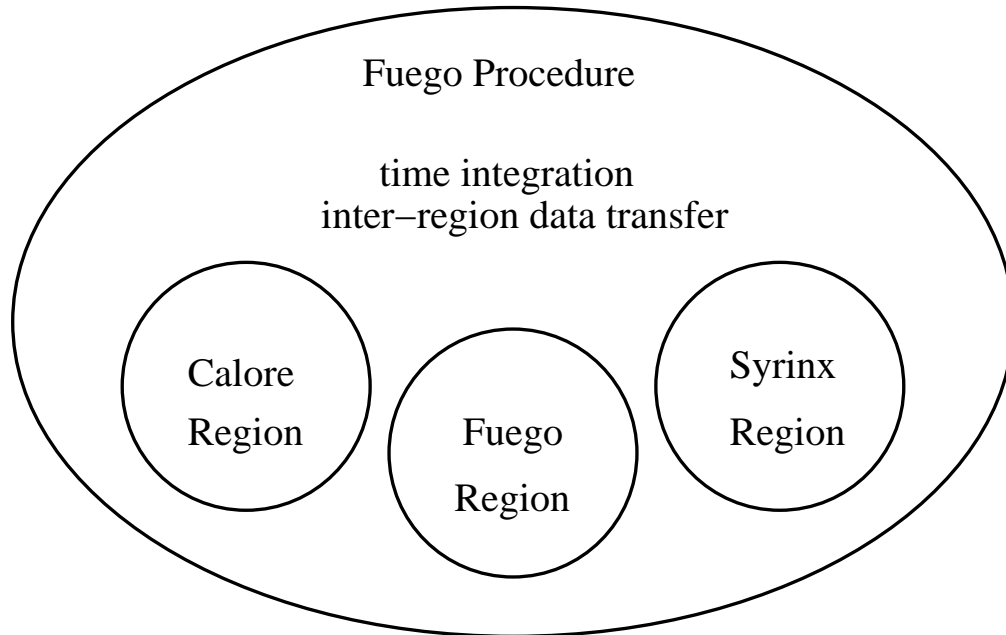 Fuego Procedure
time integration
inter−region data transfer
Calore
Region
Fuego
Region
Syrinx
Region